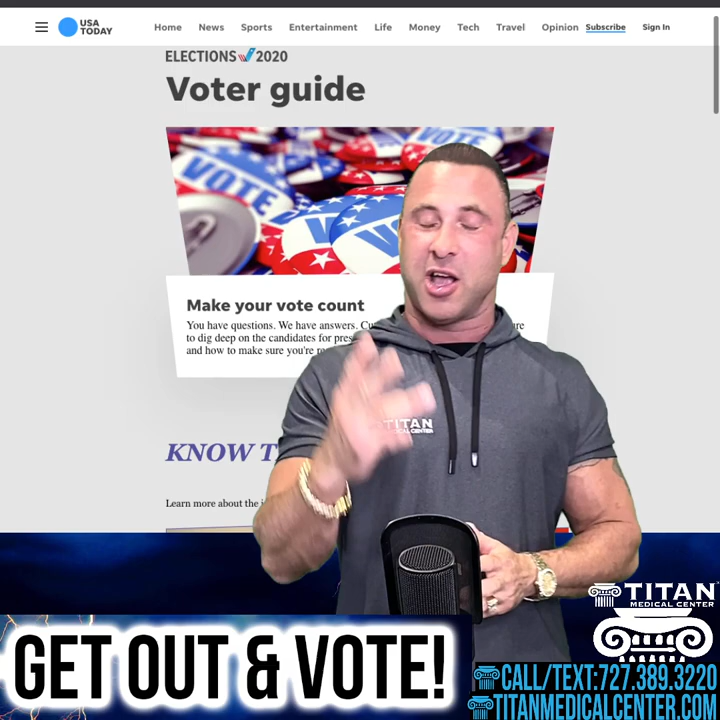 USA TODAY
Home News Sports Entertainment Life Money Tech Travel Opinion Subscribe Sign In
ELECTIONS 2020
Voter guide
VOTE
VOTE
Make your vote count
You have questions. We have answers.
to dig deep on the candidates for
and how to make sure you're
KNOW
Learn more about the
TITAN
CENTER
TITAN
MEDICAL CENTER
GET OUT & VOTE!
CALL/TEXT:727.389.3220
TITANMEDICALCENTER.COM